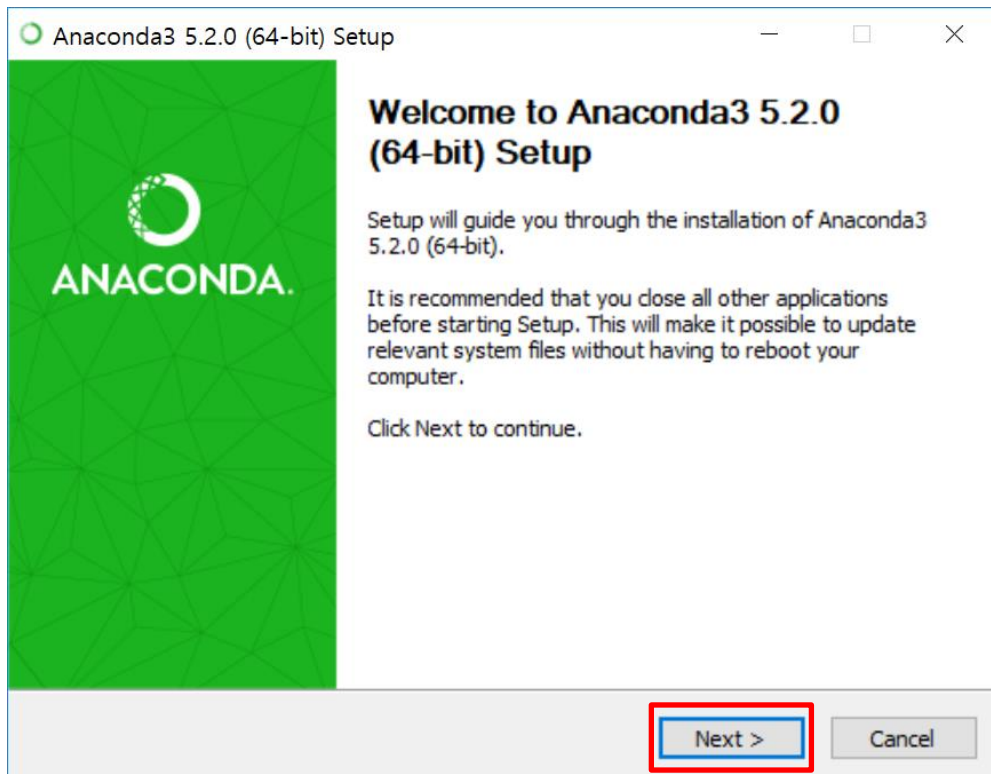 Anaconda3 5.2.0 (64-bit) Setup
Welcome to Anaconda3 5.2.0
(64-bit) Setup
Setup will guide you through the installation of Anaconda3
5.2.0 (64-bit).
It is recommended that you close all other applications
before starting Setup. This will make it possible to update
relevant system files without having to reboot your
computer.
Click Next to continue.
ANACONDA.
Next >
Cancel